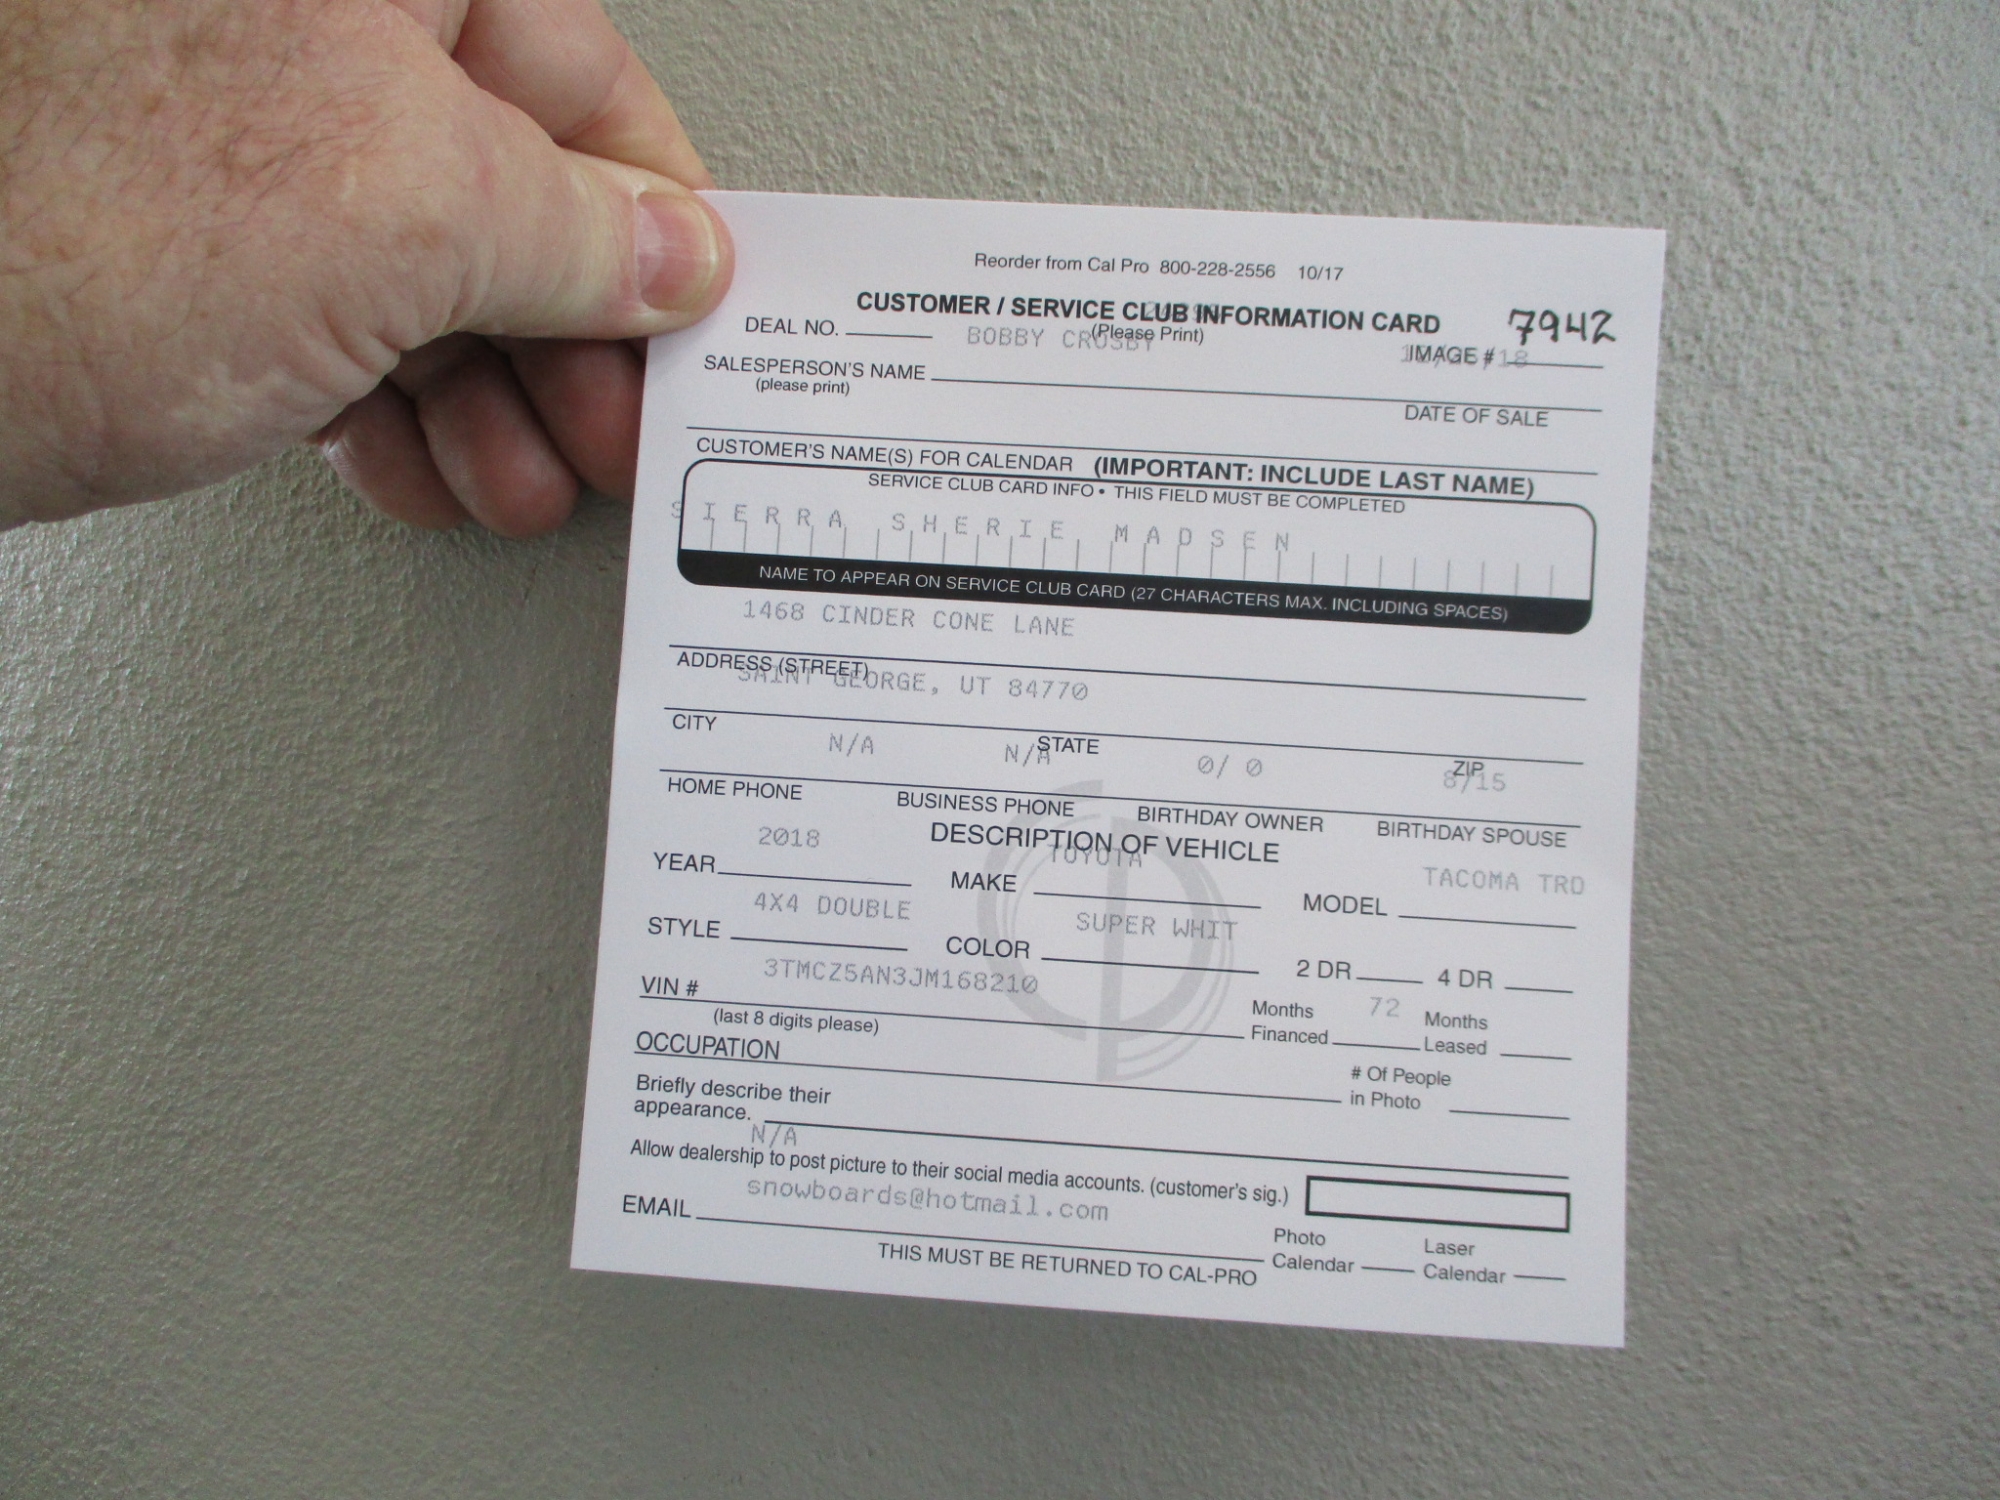 Reorder from Cal Pro 800-228-2556 10/17
CUSTOMER / SERVICE CLUB INFORMATION CARD
7942
DEAL NO.
(Please Print)
BOBBY CROSBY
IMAGE #
SALESPERSON'S NAME
(please print)
DATE OF SALE
CUSTOMER'S NAME(S) FOR CALENDAR (IMPORTANT: INCLUDE LAST NAME)
SERVICE CLUB CARD INFO • THIS FIELD MUST BE COMPLETED
SIERRA SHERIE MADSEN
NAME TO APPEAR ON SERVICE CLUB CARD (27 CHARACTERS MAX. INCLUDING SPACES)
1468 CINDER CONE LANE
ADDRESS (STREET)
SAINT GEORGE, UT 84770
CITY STATE ZIP
N/A N/A 0/ 0 8/15
HOME PHONE BUSINESS PHONE BIRTHDAY OWNER BIRTHDAY SPOUSE
DESCRIPTION OF VEHICLE
2018 TOYOTA TACOMA TRD
YEAR MAKE MODEL
4X4 DOUBLE SUPER WHIT
STYLE COLOR 2 DR 4 DR
3TMCZ5AN3JM168210
VIN #
(last 8 digits please)
Months Financed 72 Months Leased
OCCUPATION
# Of People in Photo
Briefly describe their
appearance.
N/A
Allow dealership to post picture to their social media accounts. (customer's sig.)
snowboards@hotmail.com
EMAIL
Photo Calendar Laser Calendar
THIS MUST BE RETURNED TO CAL-PRO